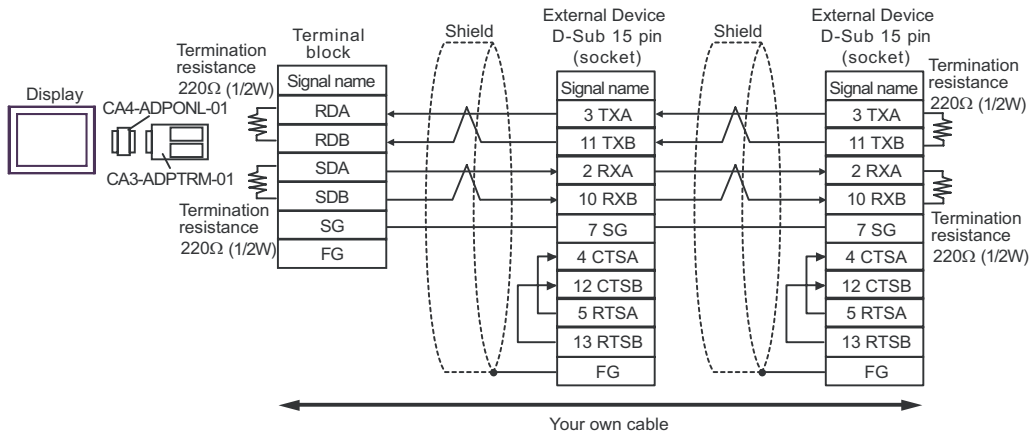 Display
CA4-ADPONL-01
CA3-ADPTRM-01
Termination
resistance
220Ω (1/2W)
Termination
resistance
220Ω (1/2W)
Terminal
block
Signal name
RDA
RDB
SDA
SDB
SG
FG
Shield
External Device
D-Sub 15 pin
(socket)
Signal name
3 TXA
11 TXB
2 RXA
10 RXB
7 SG
4 CTSA
12 CTSB
5 RTSA
13 RTSB
FG
Shield
External Device
D-Sub 15 pin
(socket)
Signal name
3 TXA
11 TXB
2 RXA
10 RXB
7 SG
4 CTSA
12 CTSB
5 RTSA
13 RTSB
FG
Termination
resistance
220Ω (1/2W)
Termination
resistance
220Ω (1/2W)
Your own cable